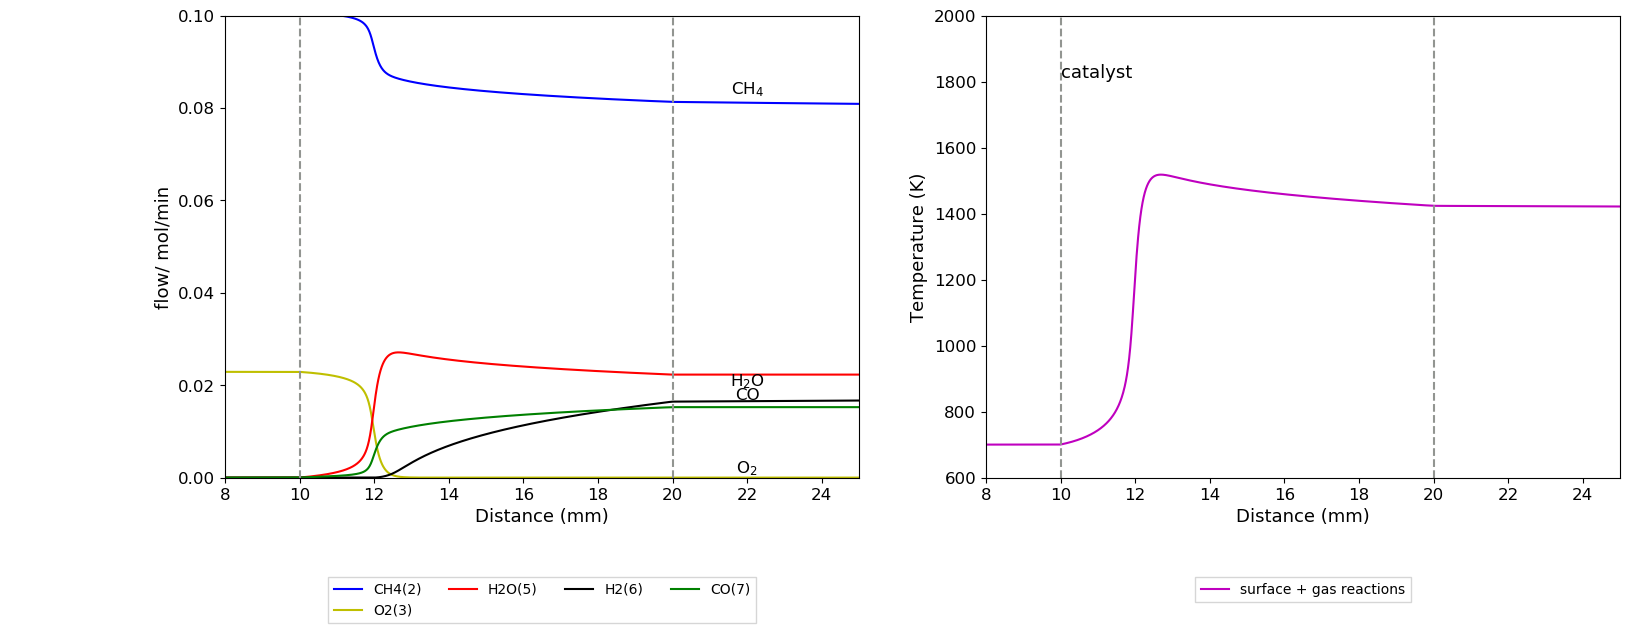 0.10
0.08
0.06
0.04
0.02
0.00
flow/ mol/min
CH₄
H₂O
CO
O₂
8 10 12 14 16 18 20 22 24
Distance (mm)
CH4(2) H2O(5) H2(6) CO(7)
O2(3)
2000
1800
1600
1400
1200
1000
800
600
Temperature (K)
catalyst
8 10 12 14 16 18 20 22 24
Distance (mm)
surface + gas reactions